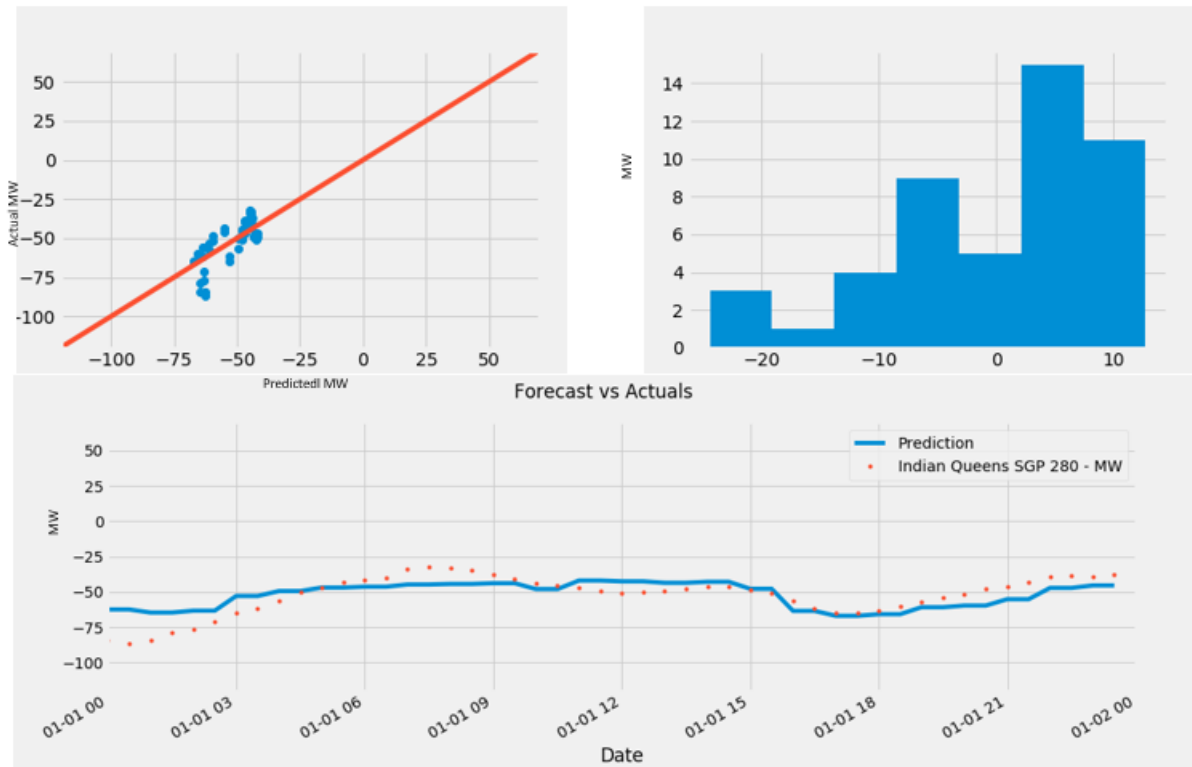 50
25
0
−25
−50
−75
-100
Actual MW
−100 −75 −50 −25 0 25 50
Predictedl MW
14
12
10
8
6
4
2
0
MW
−20 −10 0 10
Forecast vs Actuals
Prediction
Indian Queens SGP 280 - MW
50
25
0
−25
−50
−75
−100
MW
01-01 00 01-01 03 01-01 06 01-01 09 01-01 12 01-01 15 01-01 18 01-01 21 01-02 00
Date